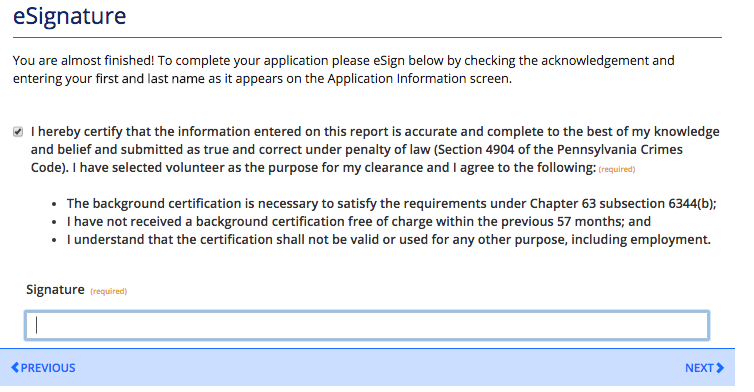 eSignature
You are almost finished! To complete your application please eSign below by checking the acknowledgement and
entering your first and last name as it appears on the Application Information screen.
I hereby certify that the information entered on this report is accurate and complete to the best of my knowledge
and belief and submitted as true and correct under penalty of law (Section 4904 of the Pennsylvania Crimes
Code). I have selected volunteer as the purpose for my clearance and I agree to the following: (required)
• The background certification is necessary to satisfy the requirements under Chapter 63 subsection 6344(b);
• I have not received a background certification free of charge within the previous 57 months; and
• I understand that the certification shall not be valid or used for any other purpose, including employment.
Signature (required)
PREVIOUS
NEXT